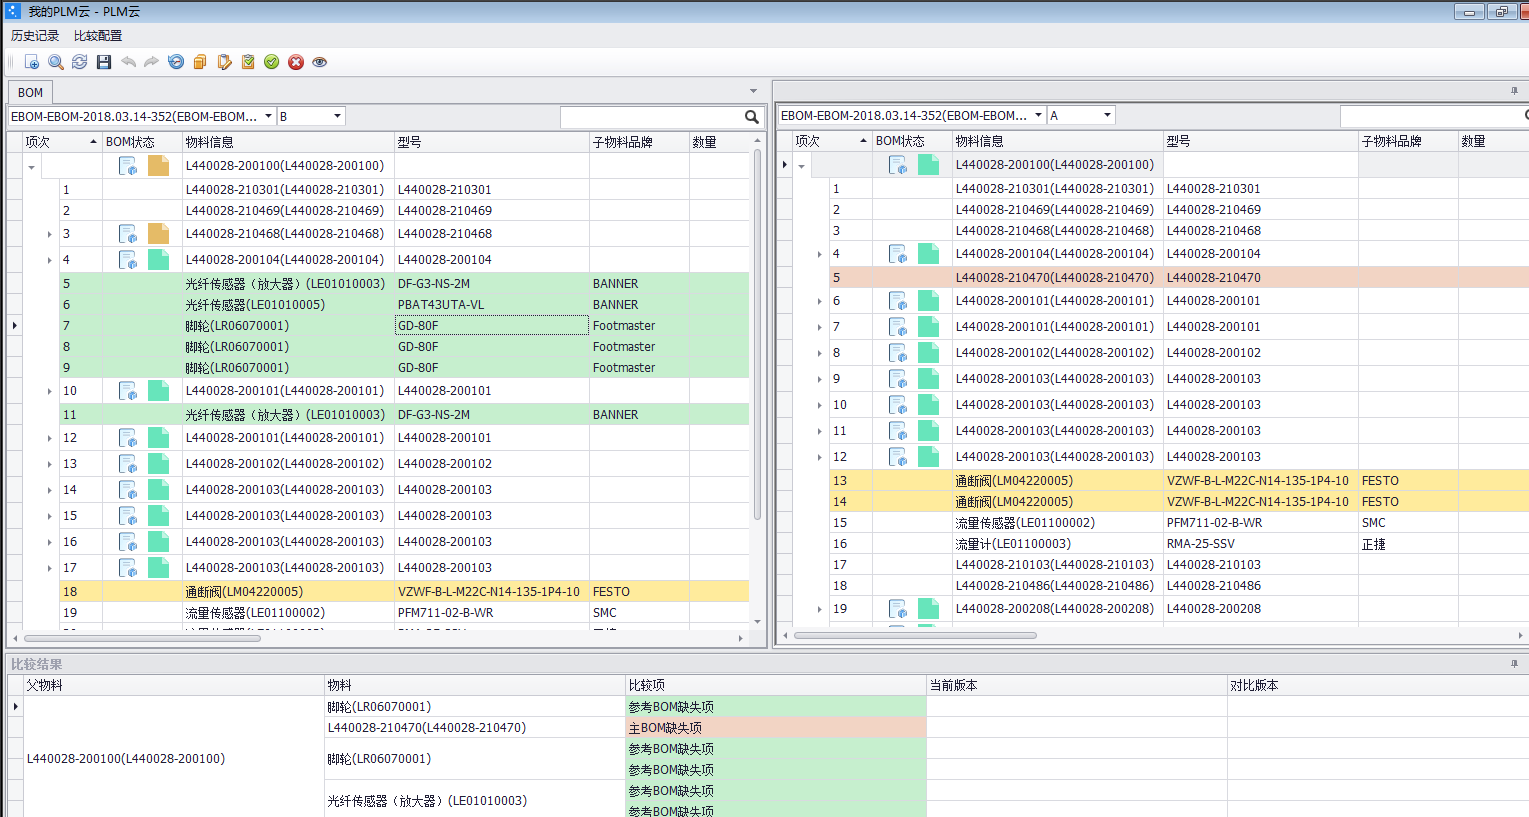 我的PLM云 - PLM云
历史记录 比较配置
BOM
EBOM-EBOM-2018.03.14-352(EBOM-EBOM... B
项次 BOM状态 物料信息 型号 子物料品牌 数量
L440028-200100(L440028-200100)
1 L440028-210301(L440028-210301) L440028-210301
2 L440028-210469(L440028-210469) L440028-210469
3 L440028-210468(L440028-210468) L440028-210468
4 L440028-200104(L440028-200104) L440028-200104
5 光纤传感器（放大器）(LE01010003) DF-G3-NS-2M BANNER
6 光纤传感器(LE01010005) PBAT43UTA-VL BANNER
7 脚轮(LR06070001) GD-80F Footmaster
8 脚轮(LR06070001) GD-80F Footmaster
9 脚轮(LR06070001) GD-80F Footmaster
10 L440028-200101(L440028-200101) L440028-200101
11 光纤传感器（放大器）(LE01010003) DF-G3-NS-2M BANNER
12 L440028-200101(L440028-200101) L440028-200101
13 L440028-200102(L440028-200102) L440028-200102
14 L440028-200103(L440028-200103) L440028-200103
15 L440028-200103(L440028-200103) L440028-200103
16 L440028-200103(L440028-200103) L440028-200103
17 L440028-200103(L440028-200103) L440028-200103
18 通断阀(LM04220005) VZWF-B-L-M22C-N14-135-1P4-10 FESTO
19 流量传感器(LE01100002) PFM711-02-B-WR SMC
EBOM-EBOM-2018.03.14-352(EBOM-EBOM... A
项次 BOM状态 物料信息 型号 子物料品牌 数量
L440028-200100(L440028-200100)
1 L440028-210301(L440028-210301) L440028-210301
2 L440028-210469(L440028-210469) L440028-210469
3 L440028-210468(L440028-210468) L440028-210468
4 L440028-200104(L440028-200104) L440028-200104
5 L440028-210470(L440028-210470) L440028-210470
6 L440028-200101(L440028-200101) L440028-200101
7 L440028-200101(L440028-200101) L440028-200101
8 L440028-200102(L440028-200102) L440028-200102
9 L440028-200103(L440028-200103) L440028-200103
10 L440028-200103(L440028-200103) L440028-200103
11 L440028-200103(L440028-200103) L440028-200103
12 L440028-200103(L440028-200103) L440028-200103
13 通断阀(LM04220005) VZWF-B-L-M22C-N14-135-1P4-10 FESTO
14 通断阀(LM04220005) VZWF-B-L-M22C-N14-135-1P4-10 FESTO
15 流量传感器(LE01100002) PFM711-02-B-WR SMC
16 流量计(LE01100003) RMA-25-SSV 正捷
17 L440028-210103(L440028-210103) L440028-210103
18 L440028-210486(L440028-210486) L440028-210486
19 L440028-200208(L440028-200208) L440028-200208
比较结果
父物料 物料 比较项 当前版本 对比版本
脚轮(LR06070001) 参考BOM缺失项
L440028-210470(L440028-210470) 主BOM缺失项
参考BOM缺失项
L440028-200100(L440028-200100) 脚轮(LR06070001)
参考BOM缺失项
参考BOM缺失项
光纤传感器（放大器）(LE01010003)
参考BOM缺失项